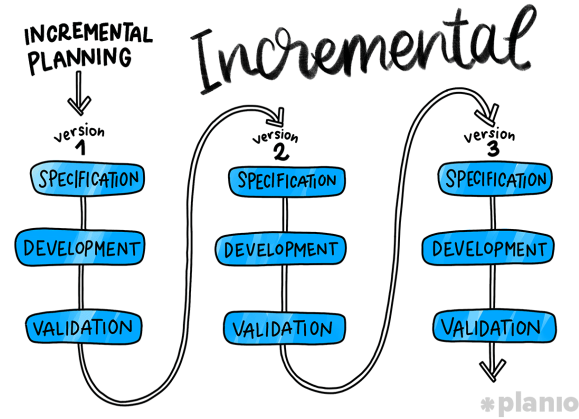 INCREMENTAL
PLANNING
Incremental
version
1
SPECIFICATION
DEVELOPMENT
VALIDATION
version
2
SPECIFICATION
DEVELOPMENT
VALIDATION
version
3
SPECIFICATION
DEVELOPMENT
VALIDATION
planio